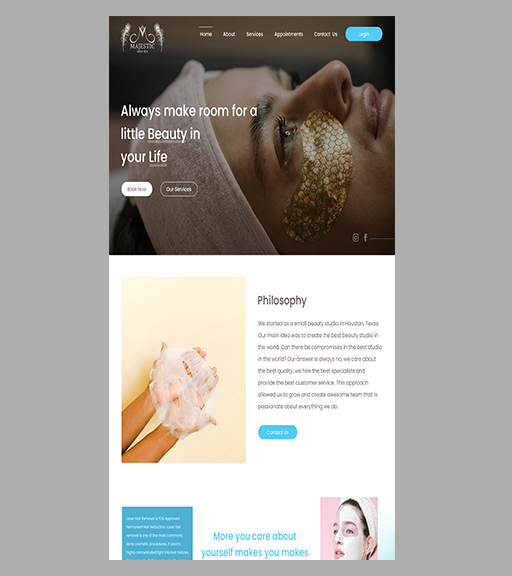 MAJESTIC
MED SPA
Home About Services Appointments Contact Us Login
Always make room for a
little Beauty in
your Life
Book Now Our Services
Philosophy
We started as a small beauty studio in Houston, Texas.
Our main idea was to create the best beauty studio in
the world. Can there be compromises in the best studio
in the world? Our answer is always no, we care about
the best quality, we hire the best specialists and
provide the best customer service. This approach
allowed us to grow and create awesome team that is
passionate about everything we do.
Contact Us
Laser Hair Removal is FDA Approved
Permanent Hair Reduction. Laser hair
removal is one of the most commonly
done cosmetic procedures. It beams
highly concentrated light into hair follicles.
More you care about
yourself makes you makes